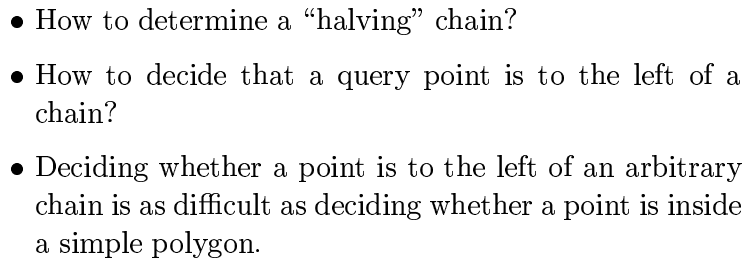 • How to determine a “halving” chain?
• How to decide that a query point is to the left of a
chain?
• Deciding whether a point is to the left of an arbitrary
chain is as difficult as deciding whether a point is inside
a simple polygon.